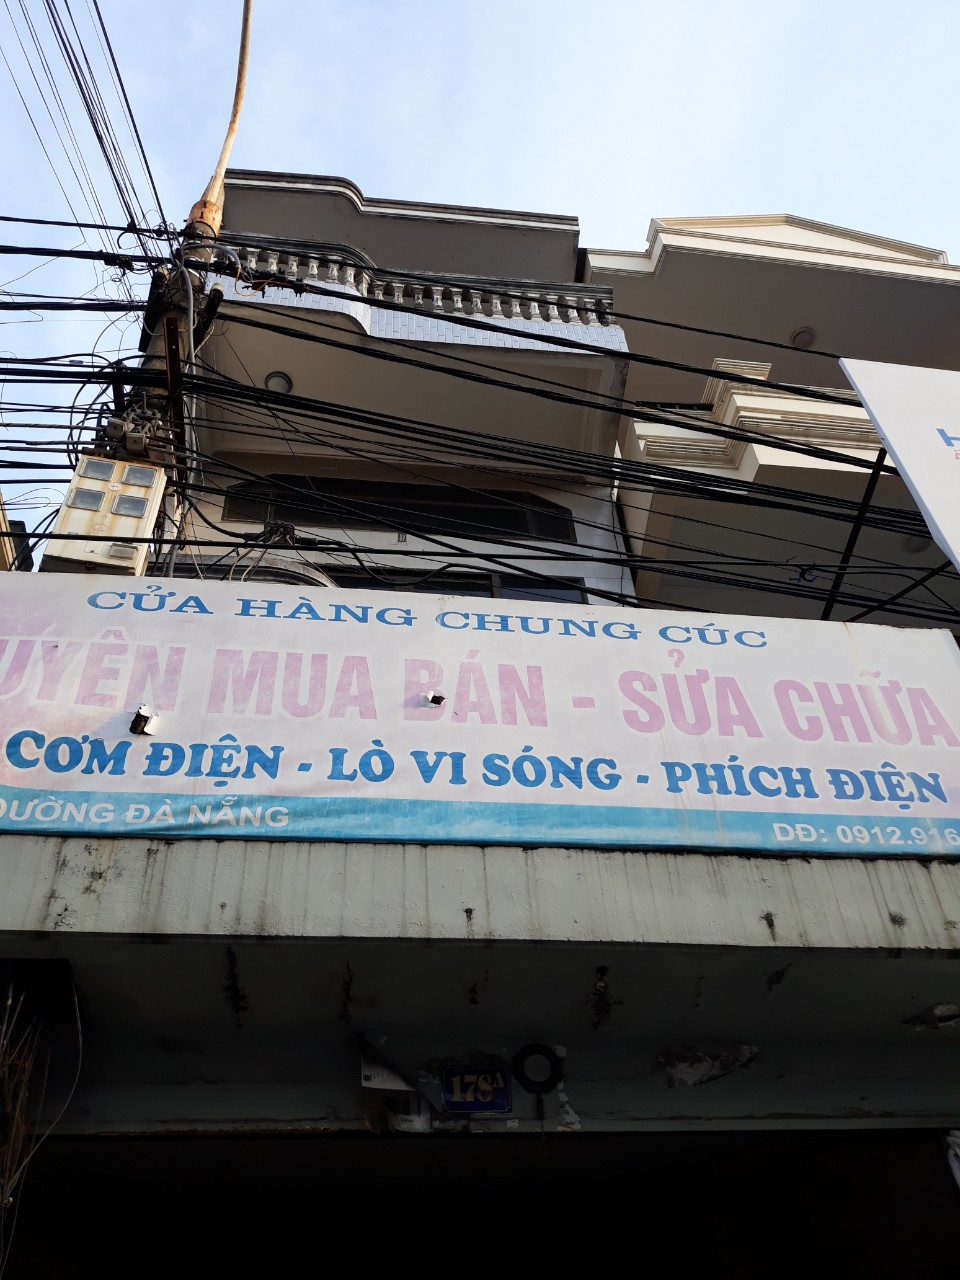 CỬA HÀNG CHUNG CÚC
UYÊN MUA BÁN - SỬA CHỮA
CƠM ĐIỆN - LÒ VI SÓNG - PHÍCH ĐIỆN
ĐƯỜNG ĐÀ NẴNG
DĐ: 0912.916
178A